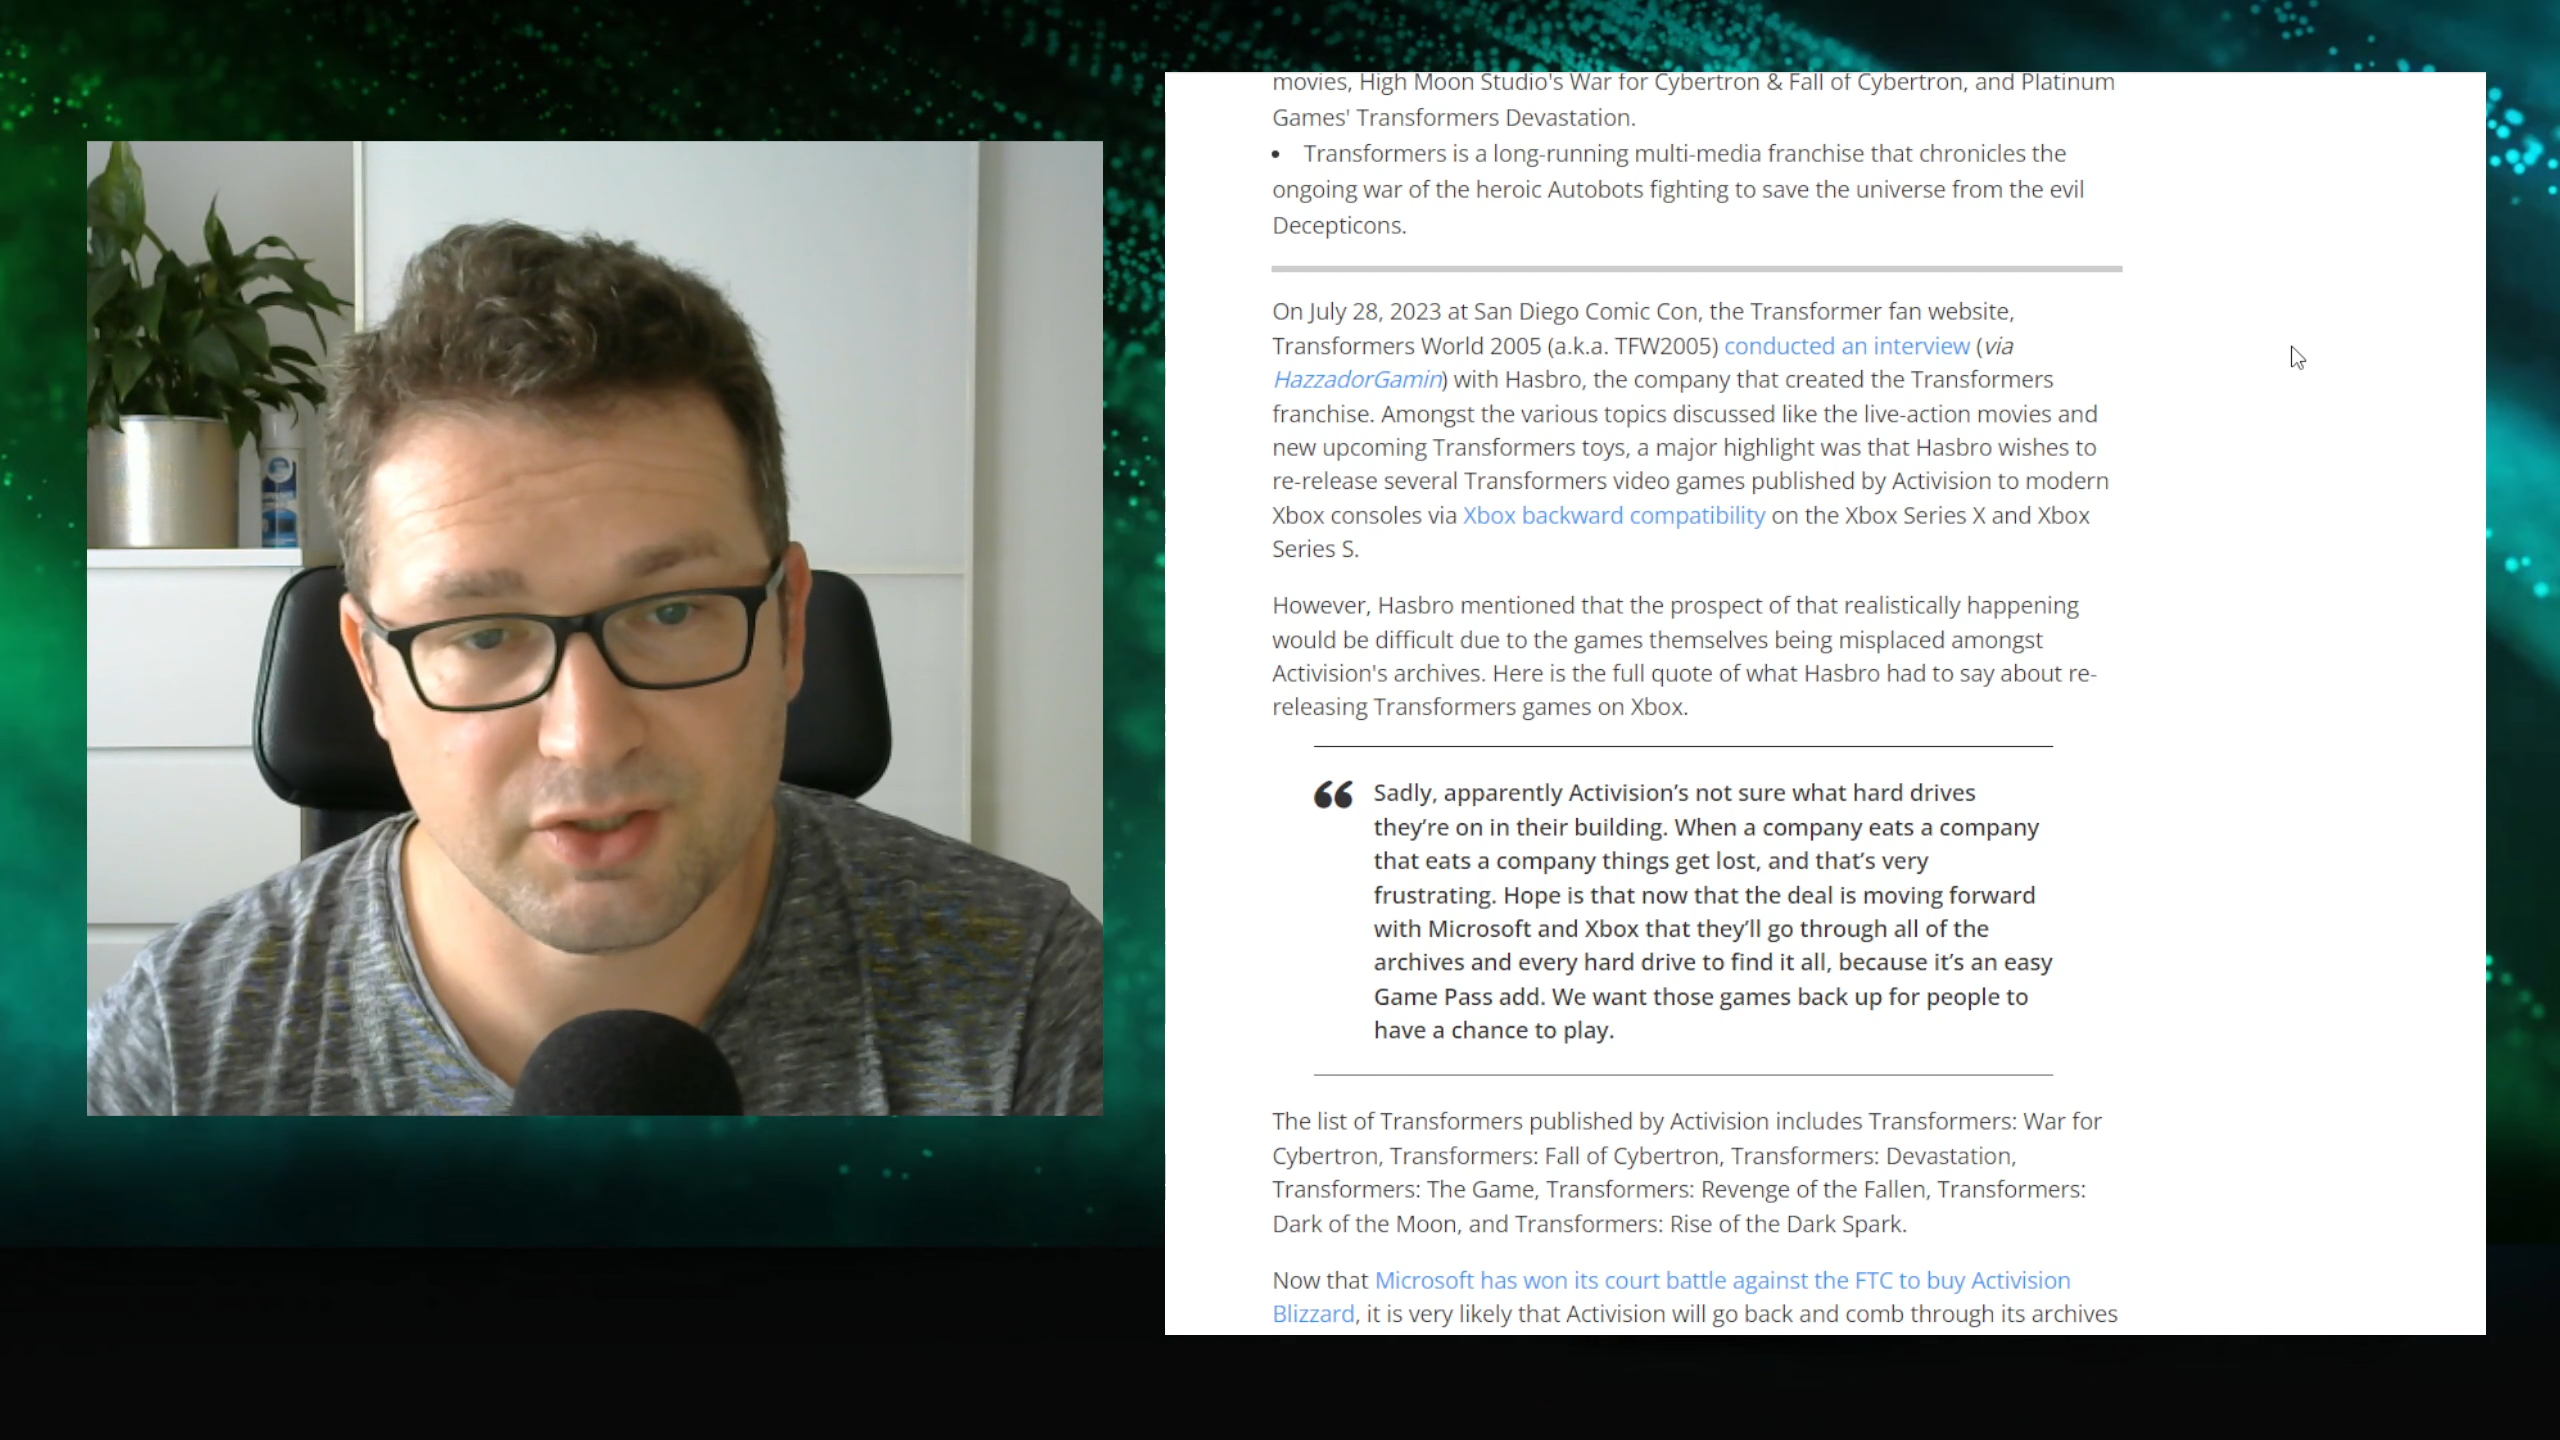 movies, High Moon Studio's War for Cybertron & Fall of Cybertron, and Platinum
Games' Transformers Devastation.
• Transformers is a long-running multi-media franchise that chronicles the
ongoing war of the heroic Autobots fighting to save the universe from the evil
Decepticons.
On July 28, 2023 at San Diego Comic Con, the Transformer fan website,
Transformers World 2005 (a.k.a. TFW2005) conducted an interview (via
HazzadorGamin) with Hasbro, the company that created the Transformers
franchise. Amongst the various topics discussed like the live-action movies and
new upcoming Transformers toys, a major highlight was that Hasbro wishes to
re-release several Transformers video games published by Activision to modern
Xbox consoles via Xbox backward compatibility on the Xbox Series X and Xbox
Series S.
However, Hasbro mentioned that the prospect of that realistically happening
would be difficult due to the games themselves being misplaced amongst
Activision's archives. Here is the full quote of what Hasbro had to say about re-
releasing Transformers games on Xbox.
“ Sadly, apparently Activision’s not sure what hard drives
they’re on in their building. When a company eats a company
that eats a company things get lost, and that’s very
frustrating. Hope is that now that the deal is moving forward
with Microsoft and Xbox that they’ll go through all of the
archives and every hard drive to find it all, because it’s an easy
Game Pass add. We want those games back up for people to
have a chance to play.
The list of Transformers published by Activision includes Transformers: War for
Cybertron, Transformers: Fall of Cybertron, Transformers: Devastation,
Transformers: The Game, Transformers: Revenge of the Fallen, Transformers:
Dark of the Moon, and Transformers: Rise of the Dark Spark.
Now that Microsoft has won its court battle against the FTC to buy Activision
Blizzard, it is very likely that Activision will go back and comb through its archives